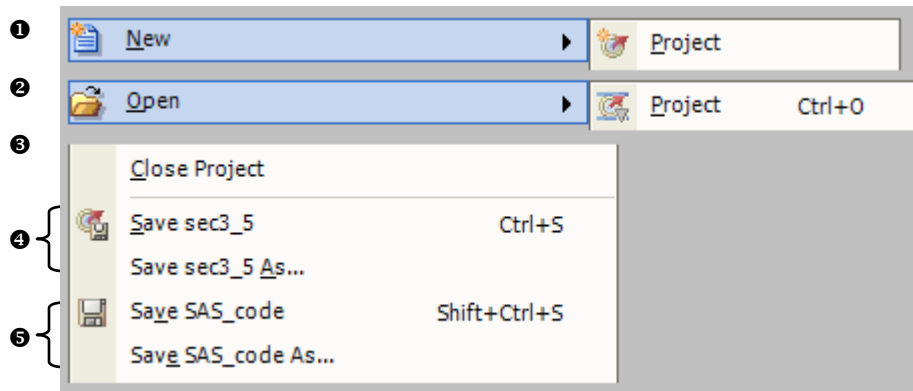 ❶ New Project
❷ Open Project Ctrl+O
❸ Close Project
❹ Save sec3_5 Ctrl+S
Save sec3_5 As...
❺ Save SAS_code Shift+Ctrl+S
Save SAS_code As...